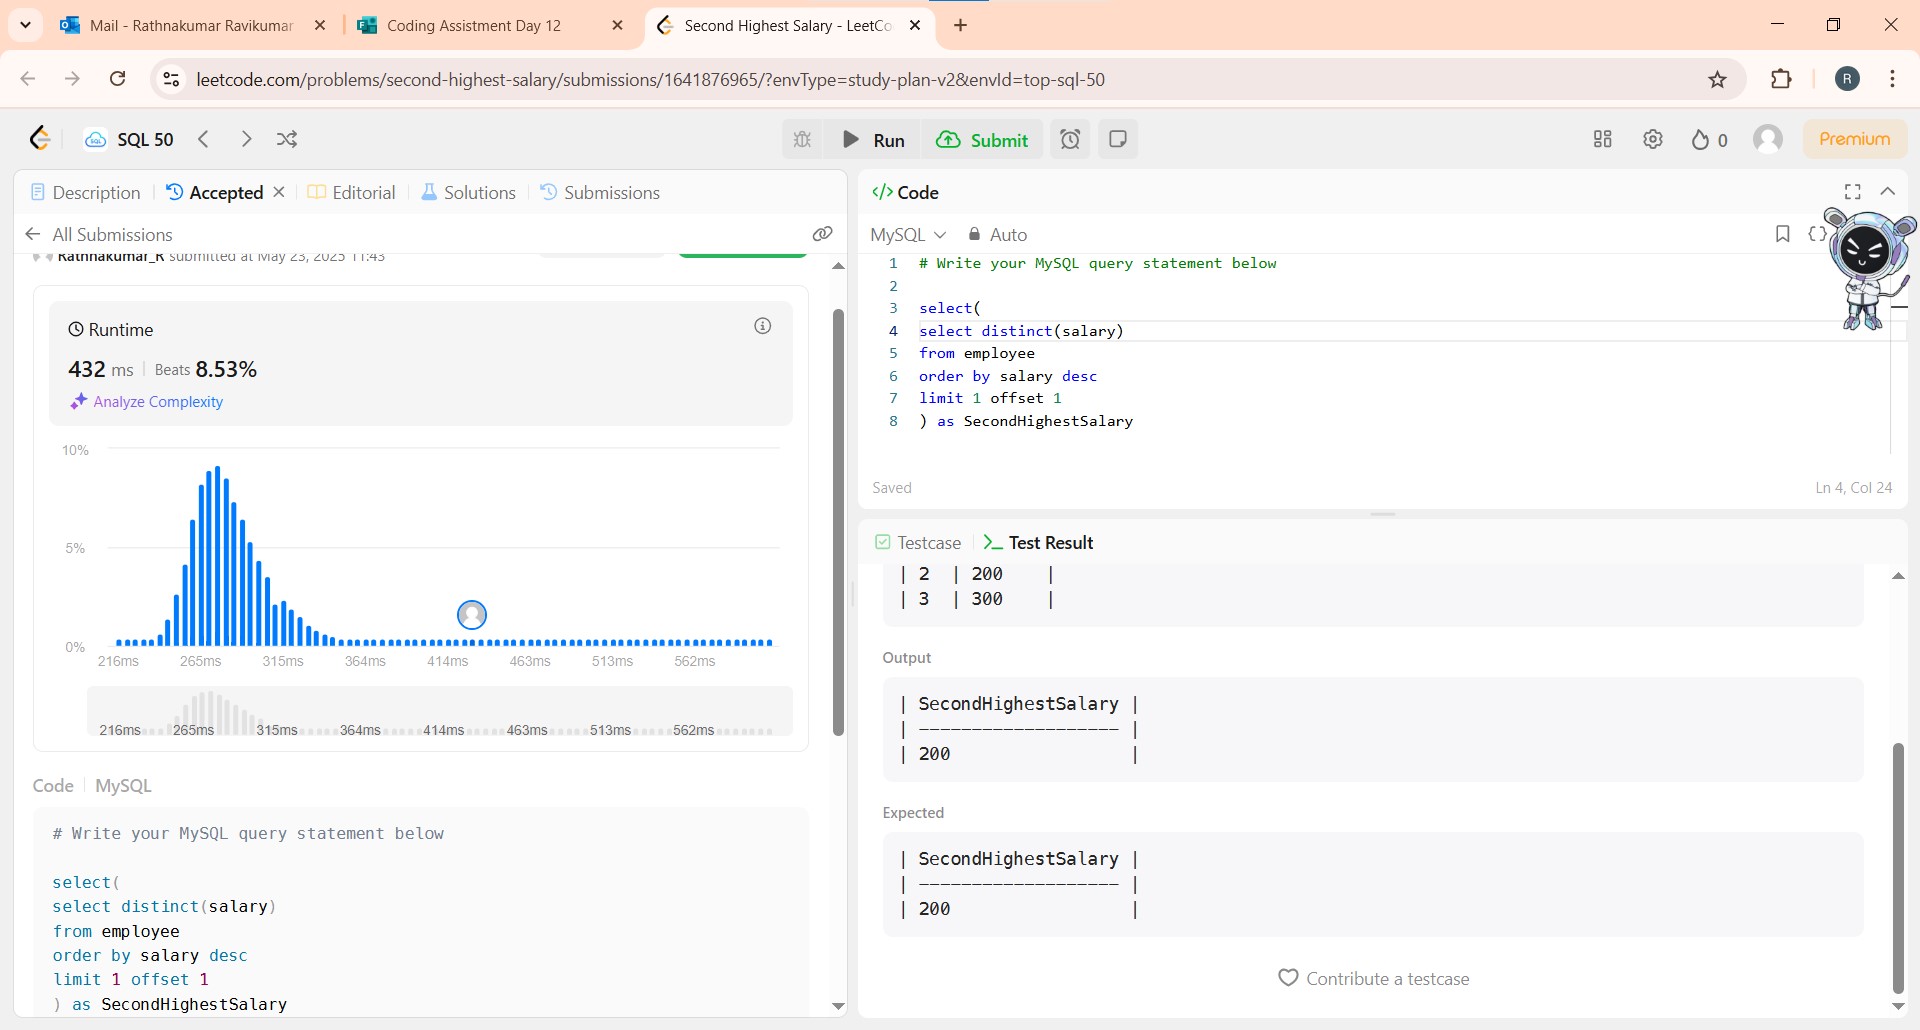 Mail - Rathnakumar Ravikumar
Coding Assistment Day 12
Second Highest Salary - LeetCo
leetcode.com/problems/second-highest-salary/submissions/1641876965/?envType=study-plan-v2&envId=top-sql-50
R
SQL 50
Run
Submit
0
Premium
Description
Accepted
Editorial
Solutions
Submissions
All Submissions
Rathnakumar_R submitted at May 23, 2025 11:43
Runtime
432 ms | Beats 8.53%
Analyze Complexity
10%
5%
0%
216ms 265ms 315ms 364ms 414ms 463ms 513ms 562ms
216ms 265ms 315ms 364ms 414ms 463ms 513ms 562ms
Code | MySQL
# Write your MySQL query statement below
select(
select distinct(salary)
from employee
order by salary desc
limit 1 offset 1
) as SecondHighestSalary
</> Code
MySQL
Auto
{}
1 # Write your MySQL query statement below
2
3 select(
4 select distinct(salary)
5 from employee
6 order by salary desc
7 limit 1 offset 1
8 ) as SecondHighestSalary
Saved
Ln 4, Col 24
Testcase
>_ Test Result
| 2 | 200 |
| 3 | 300 |
Output
| SecondHighestSalary |
| ------------------- |
| 200 |
Expected
| SecondHighestSalary |
| ------------------- |
| 200 |
Contribute a testcase